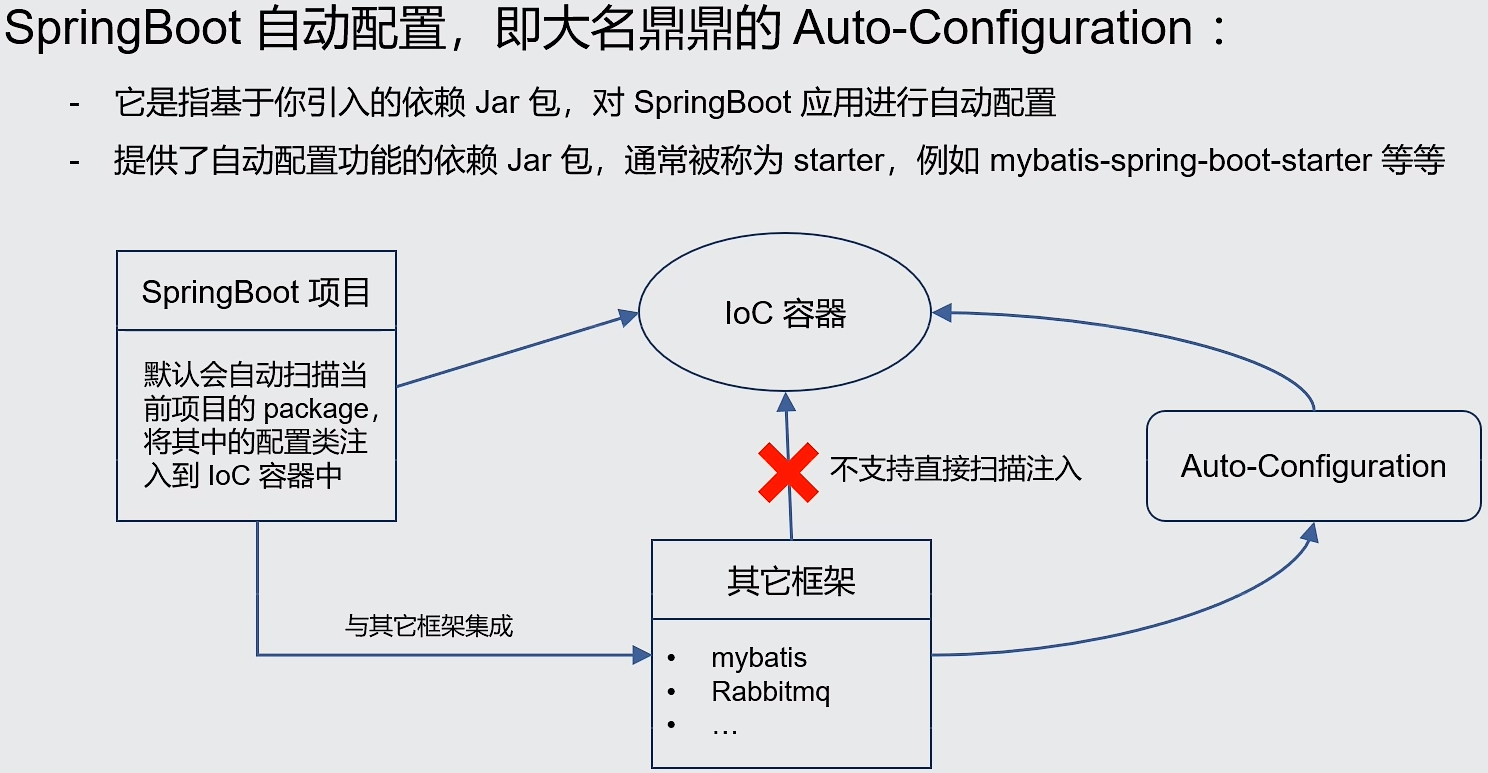 SpringBoot 自动配置，即大名鼎鼎的 Auto-Configuration：
- 它是指基于你引入的依赖 Jar 包，对 SpringBoot 应用进行自动配置
- 提供了自动配置功能的依赖 Jar 包，通常被称为 starter，例如 mybatis-spring-boot-starter 等等
SpringBoot 项目
默认会自动扫描当
前项目的 package，
将其中的配置类注
入到 IoC 容器中
IoC 容器
不支持直接扫描注入
Auto-Configuration
与其它框架集成
其它框架
• mybatis
• Rabbitmq
• …